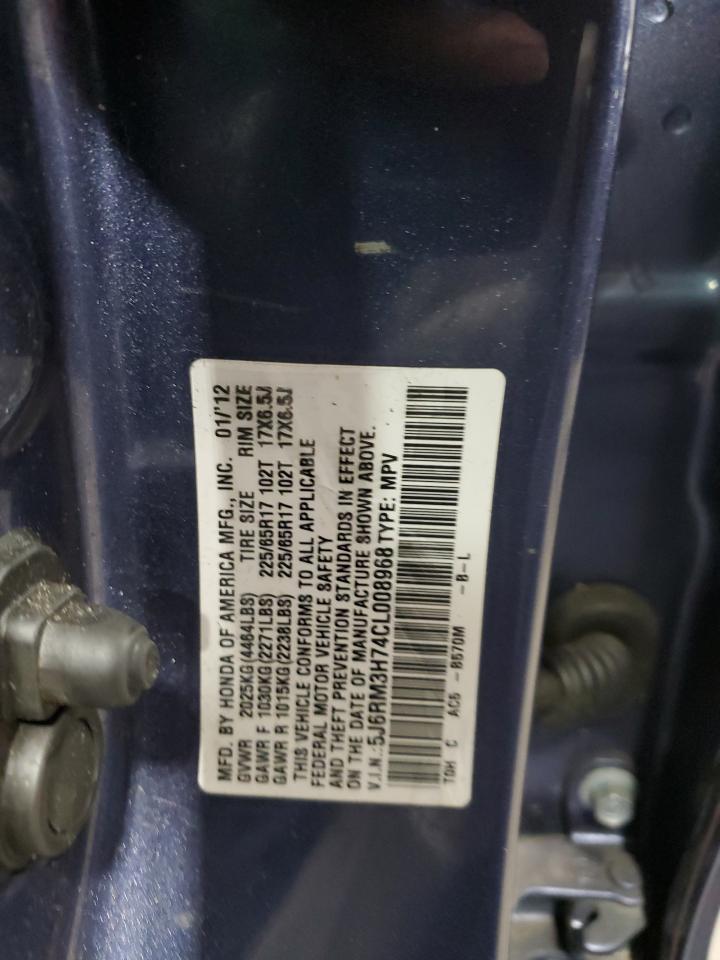 MFD. BY HONDA OF AMERICA MFG., INC. 01/'12
GVWR 2025KG(4464LBS) TIRE SIZE RIM SIZE
GAWR F 1030KG(2271LBS) 225/65R17 102T 17X6.5J
GAWR R 1015KG(2238LBS) 225/65R17 102T 17X6.5J
THIS VEHICLE CONFORMS TO ALL APPLICABLE
FEDERAL MOTOR VEHICLE SAFETY
AND THEFT PREVENTION STANDARDS IN EFFECT
ON THE DATE OF MANUFACTURE SHOWN ABOVE.
V.I.N.:5J6RM3H74CL008968 TYPE: MPV
T0H C AC5 -B570M -B-L